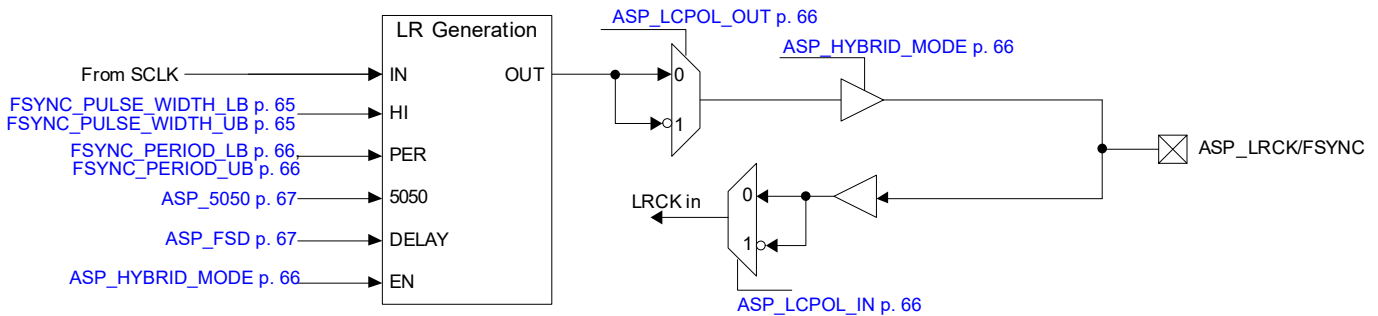 ASP_LCPOL_OUT p. 66
LR Generation
ASP_HYBRID_MODE p. 66
From SCLK
IN
OUT
0
FSYNC_PULSE_WIDTH_LB p. 65
FSYNC_PULSE_WIDTH_UB p. 65
HI
1
FSYNC_PERIOD_LB p. 66,
FSYNC_PERIOD_UB p. 66
PER
ASP_LRCK/FSYNC
ASP_5050 p. 67
5050
LRCK in
0
ASP_FSD p. 67
DELAY
1
ASP_HYBRID_MODE p. 66
EN
ASP_LCPOL_IN p. 66